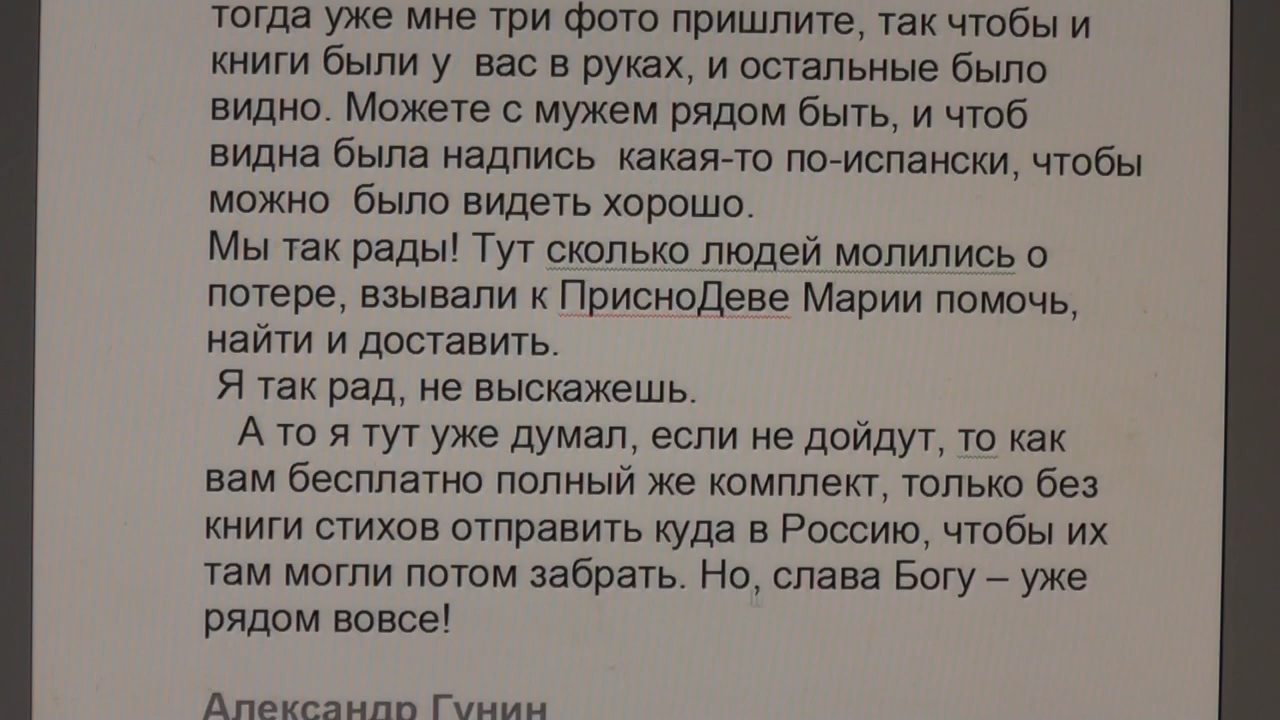 тогда уже мне три фото пришлите, так чтобы и
книги были у  вас в руках, и остальные было
видно. Можете с мужем рядом быть, и чтоб
видна была надпись  какая-то по-испански, чтобы
можно  было видеть хорошо.
Мы так рады! Тут сколько людей молились о
потере, взывали к ПрисноДеве Марии помочь,
найти и доставить.
Я так рад, не выскажешь.
А то я тут уже думал, если не дойдут, то как
вам бесплатно полный же комплект, только без
книги стихов отправить куда в Россию, чтобы их
там могли потом забрать. Но, слава Богу – уже
рядом вовсе!
Александр Гунин